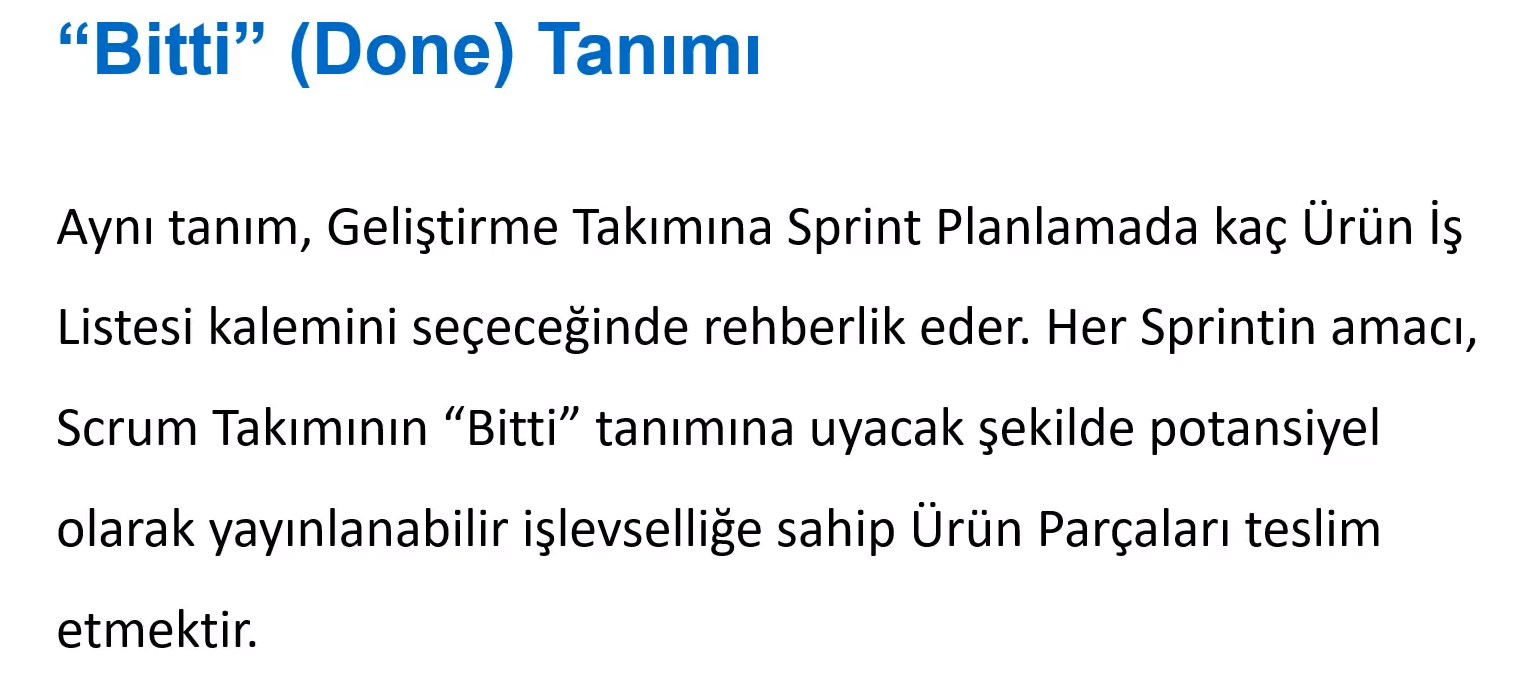 “Bitti” (Done) Tanımı
Aynı tanım, Geliştirme Takımına Sprint Planlamada kaç Ürün İş
Listesi kalemini seçeceğinde rehberlik eder. Her Sprintin amacı,
Scrum Takımının “Bitti” tanımına uyacak şekilde potansiyel
olarak yayınlanabilir işlevselliğe sahip Ürün Parçaları teslim
etmektir.